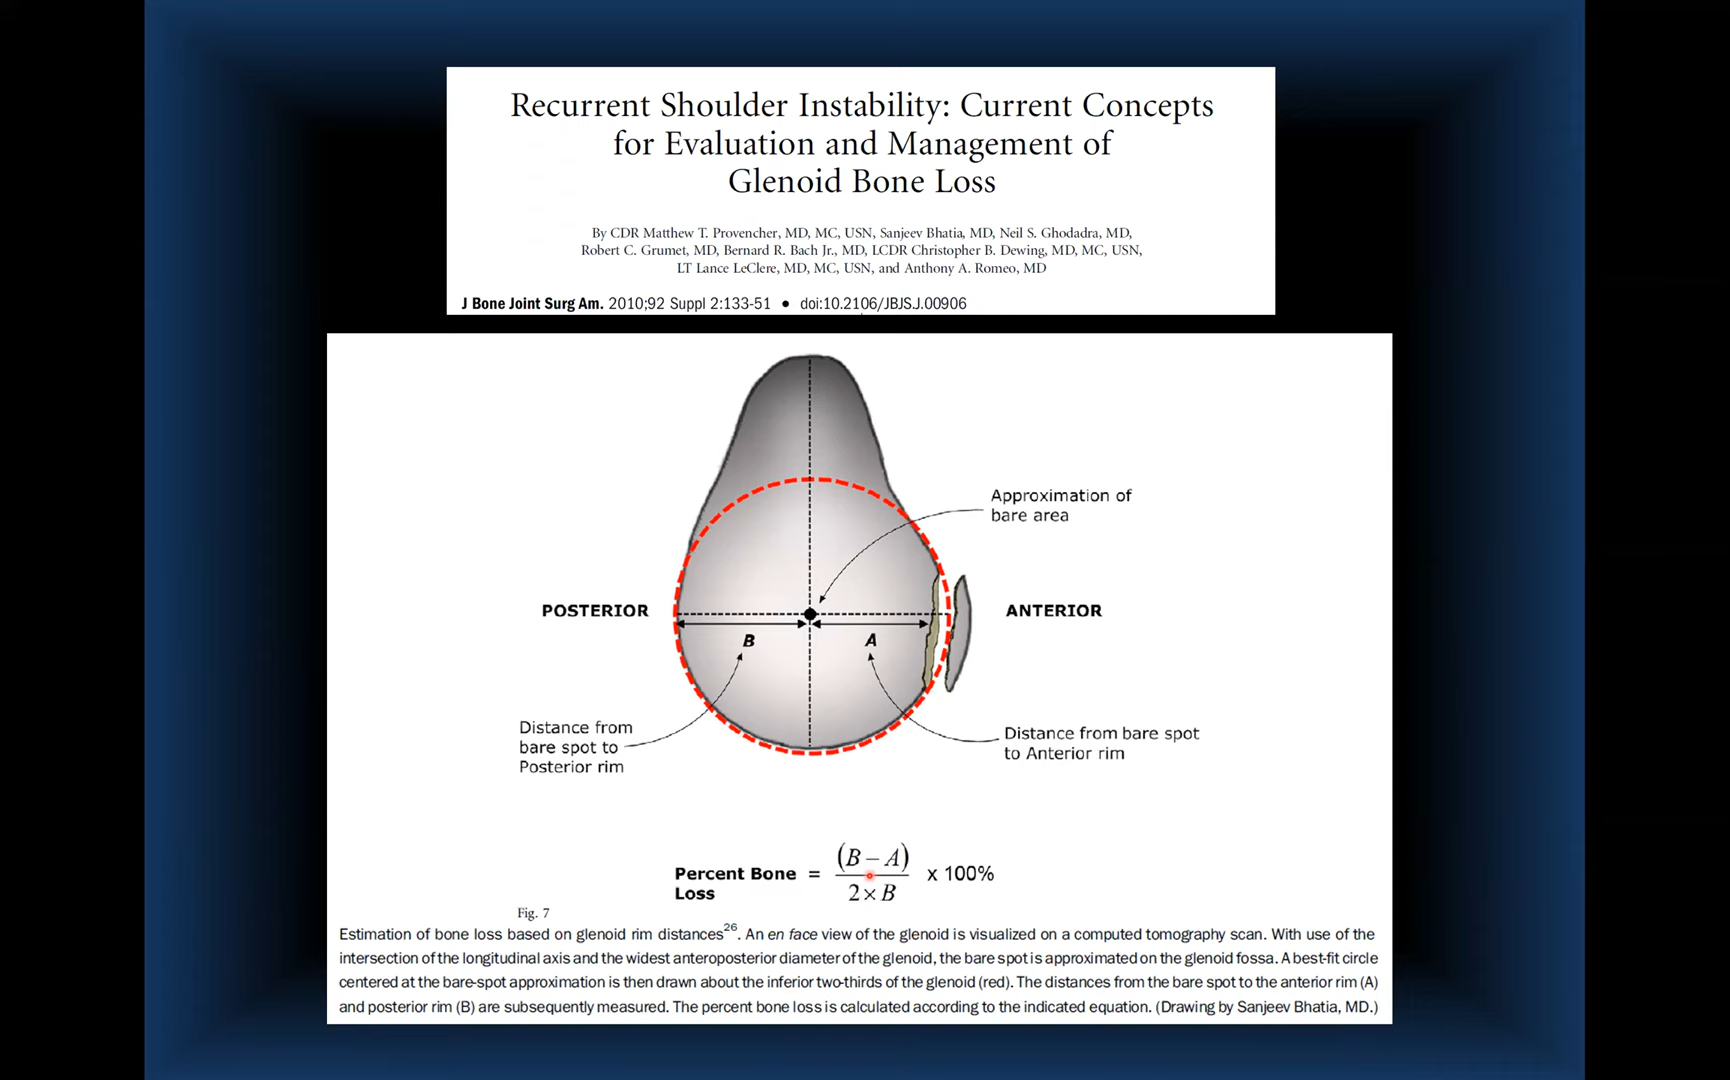 Recurrent Shoulder Instability: Current Concepts
for Evaluation and Management of
Glenoid Bone Loss
By CDR Matthew T. Provencher, MD, MC, USN, Sanjeev Bhatia, MD, Neil S. Ghodadra, MD,
Robert C. Grumet, MD, Bernard R. Bach Jr., MD, LCDR Christopher B. Dewing, MD, MC, USN,
LT Lance LeClere, MD, MC, USN, and Anthony A. Romeo, MD
J Bone Joint Surg Am. 2010;92 Suppl 2:133-51 • doi:10.2106/JBJS.J.00906
Approximation of
bare area
POSTERIOR
ANTERIOR
B
A
Distance from
bare spot to
Posterior rim
Distance from bare spot
to Anterior rim
Percent Bone Loss = (B – A) / 2 × B x 100%
Fig. 7
Estimation of bone loss based on glenoid rim distances26. An en face view of the glenoid is visualized on a computed tomography scan. With use of the
intersection of the longitudinal axis and the widest anteroposterior diameter of the glenoid, the bare spot is approximated on the glenoid fossa. A best-fit circle
centered at the bare-spot approximation is then drawn about the inferior two-thirds of the glenoid (red). The distances from the bare spot to the anterior rim (A)
and posterior rim (B) are subsequently measured. The percent bone loss is calculated according to the indicated equation. (Drawing by Sanjeev Bhatia, MD.)